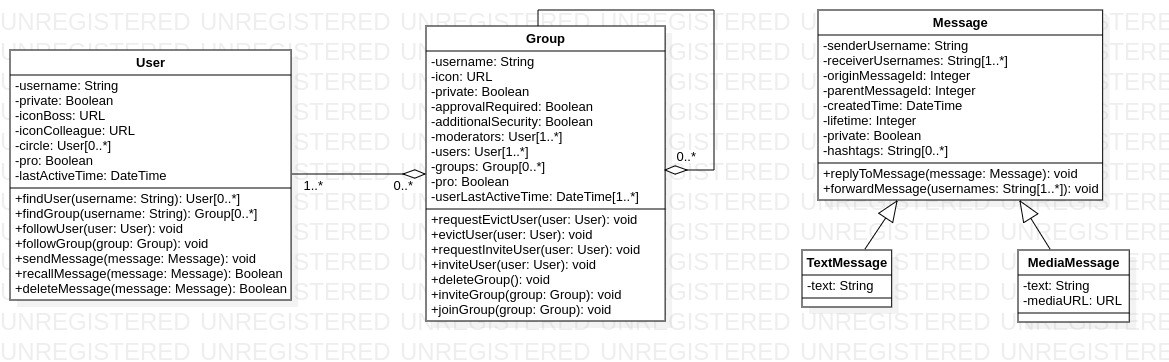 User
-username: String
-private: Boolean
-iconBoss: URL
-iconColleague: URL
-circle: User[0..*]
-pro: Boolean
-lastActiveTime: DateTime
+findUser(username: String): User[0..*]
+findGroup(username: String): Group[0..*]
+followUser(user: User): void
+followGroup(group: Group): void
+sendMessage(message: Message): void
+recallMessage(message: Message): Boolean
+deleteMessage(message: Message): Boolean
1..*
0..*
Group
-username: String
-icon: URL
-private: Boolean
-approvalRequired: Boolean
-additionalSecurity: Boolean
-moderators: User[1..*]
-users: User[1..*]
-groups: Group[0..*]
-pro: Boolean
-userLastActiveTime: DateTime[1..*]
+requestEvictUser(user: User): void
+evictUser(user: User): void
+requestInviteUser(user: User): void
+inviteUser(user: User): void
+deleteGroup(): void
+inviteGroup(group: Group): void
+joinGroup(group: Group): void
0..*
Message
-senderUsername: String
-receiverUsernames: String[1..*]
-originMessageId: Integer
-parentMessageId: Integer
-createdTime: DateTime
-lifetime: Integer
-private: Boolean
-hashtags: String[0..*]
+replyToMessage(message: Message): void
+forwardMessage(usernames: String[1..*]): void
TextMessage
-text: String
MediaMessage
-text: String
-mediaURL: URL
UNREGISTERED UNREGISTERED UNREGISTERED UNREGISTERED UNREGISTERED UNREGISTERED